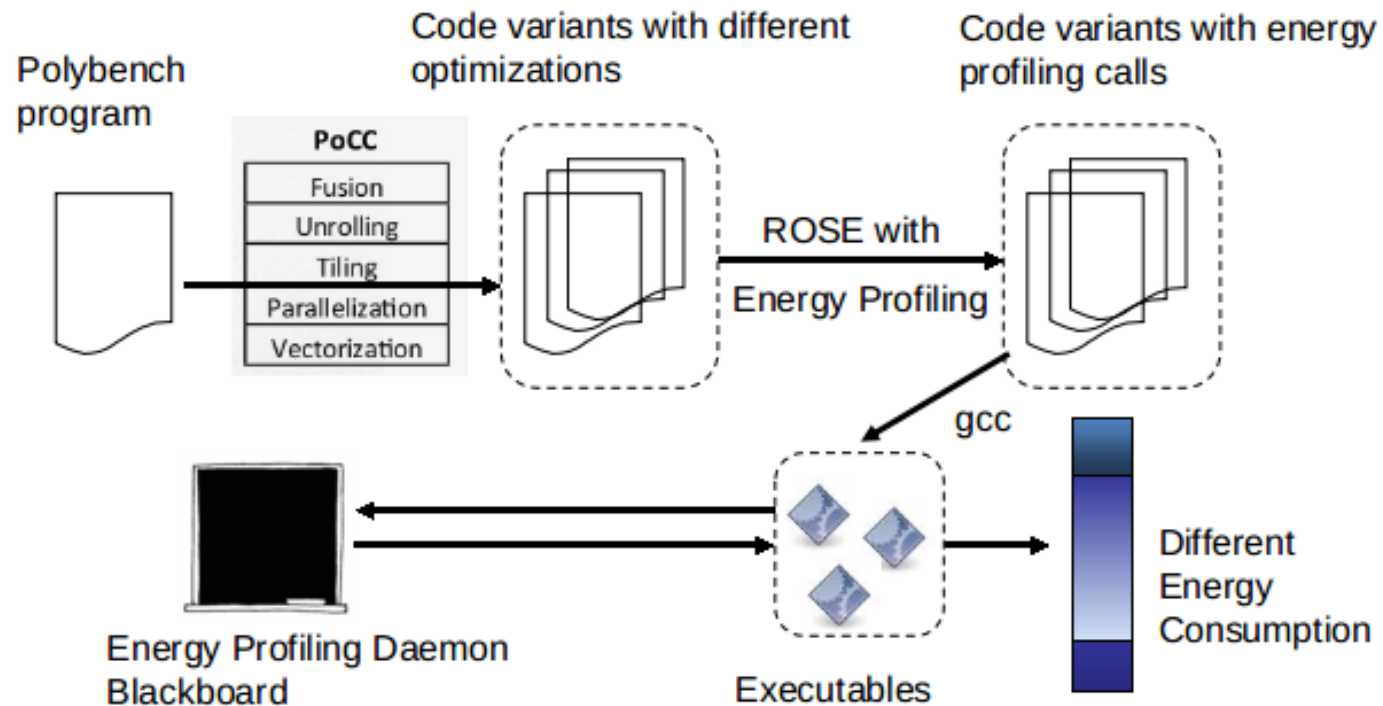 Polybench
program
PoCC
Fusion
Unrolling
Tiling
Parallelization
Vectorization
Code variants with different
optimizations
ROSE with
Energy Profiling
Code variants with energy
profiling calls
gcc
Energy Profiling Daemon
Blackboard
Executables
Different
Energy
Consumption